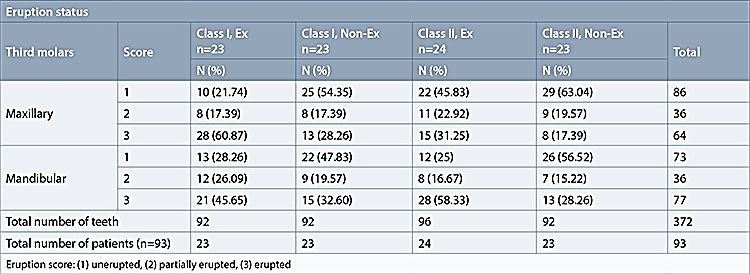 Eruption status
Third molars Score Class I, Ex n=23 Class I, Non-Ex n=23 Class II, Ex n=24 Class II, Non-Ex n=23 Total
N (%) N (%) N (%) N (%)
Maxillary 1 10 (21.74) 25 (54.35) 22 (45.83) 29 (63.04) 86
2 8 (17.39) 8 (17.39) 11 (22.92) 9 (19.57) 36
3 28 (60.87) 13 (28.26) 15 (31.25) 8 (17.39) 64
Mandibular 1 13 (28.26) 22 (47.83) 12 (25) 26 (56.52) 73
2 12 (26.09) 9 (19.57) 8 (16.67) 7 (15.22) 36
3 21 (45.65) 15 (32.60) 28 (58.33) 13 (28.26) 77
Total number of teeth 92 92 96 92 372
Total number of patients (n=93) 23 23 24 23 93
Eruption score: (1) unerupted, (2) partially erupted, (3) erupted